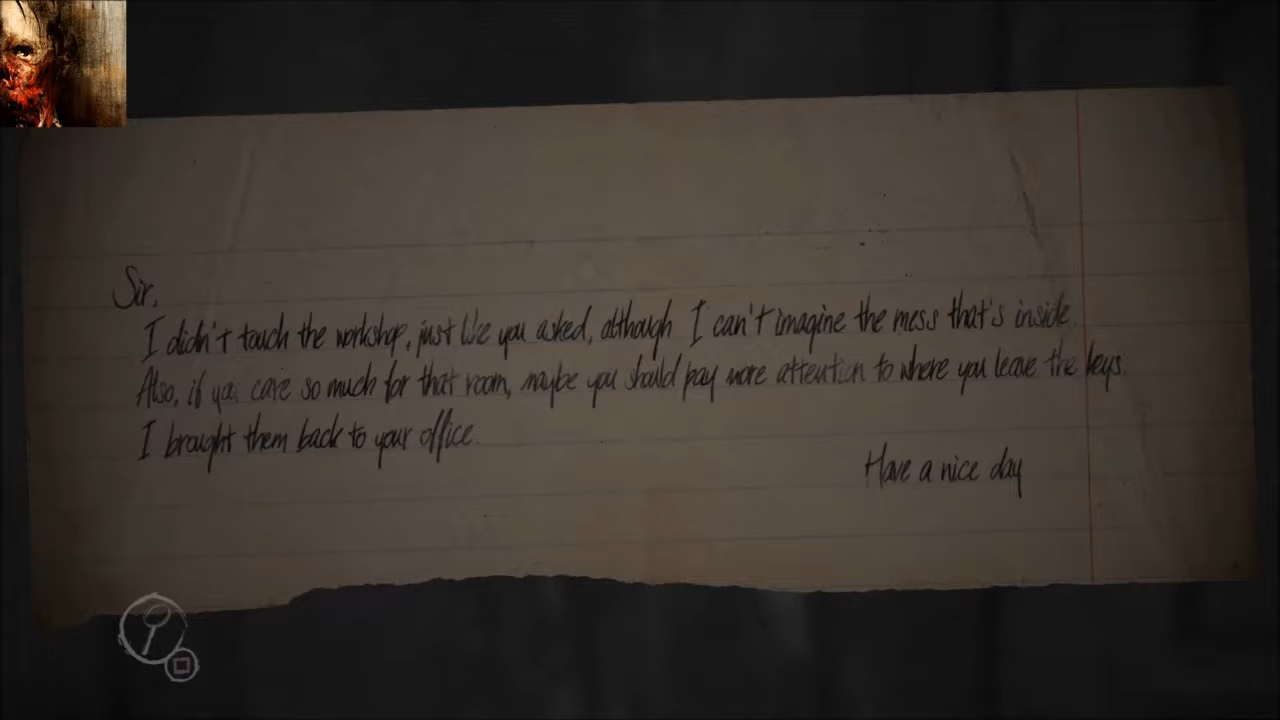 Sir,
I didn't touch the workshop, just like you asked, although I can't imagine the mess that's inside.
Also, if you care so much for that room, maybe you should pay more attention to where you leave the keys.
I brought them back to your office.
Have a nice day